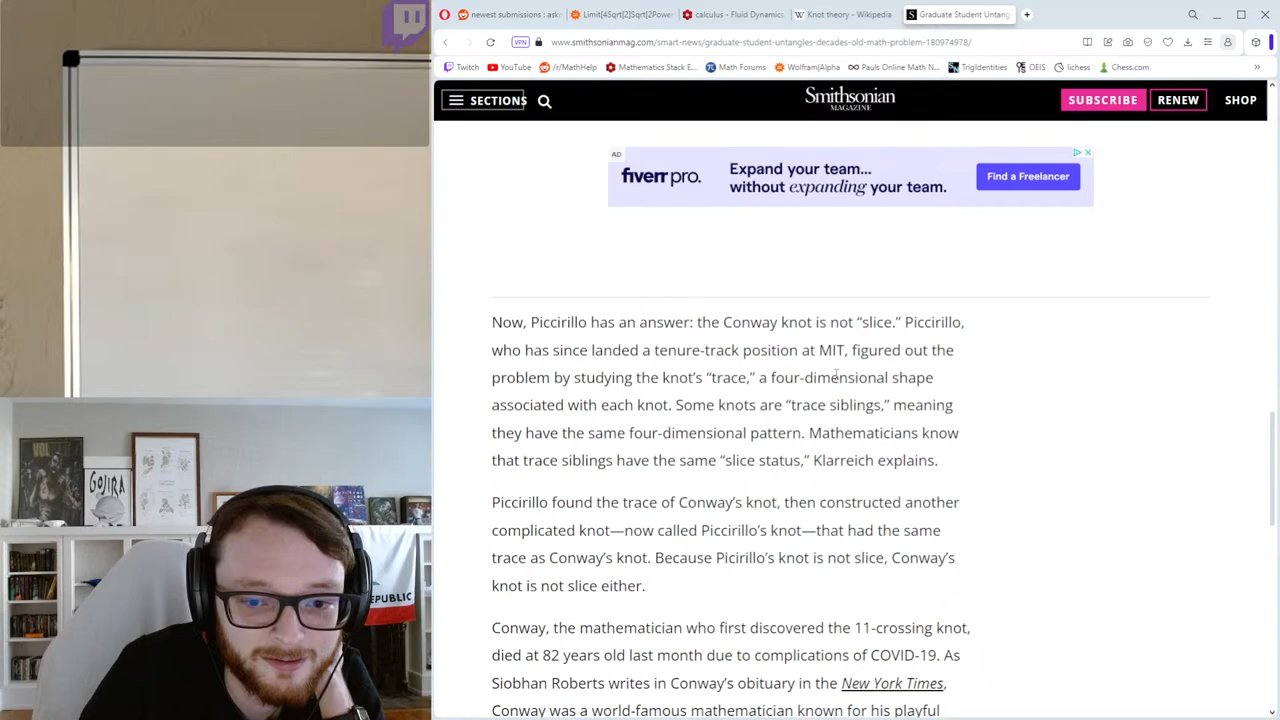 newest submissions : ask
Limit[4Sqrt[2]Sqrt[2Power
calculus - Fluid Dynamics
Knot theory - Wikipedia
Graduate Student Untang
VPN
www.smithsonianmag.com/smart-news/graduate-student-untangles-decades-old-math-problem-180974978/
Twitch
YouTube
/r/MathHelp
Mathematics Stack E...
Math Forums
Wolfram|Alpha
Pauls Online Math N...
TrigIdentities
OEIS
lichess
Chess.com
SECTIONS
Smithsonian
MAGAZINE
SUBSCRIBE
RENEW
SHOP
AD
fiverr pro.
Expand your team...
without expanding your team.
Find a Freelancer
Now, Piccirillo has an answer: the Conway knot is not “slice.” Piccirillo,
who has since landed a tenure-track position at MIT, figured out the
problem by studying the knot’s “trace,” a four-dimensional shape
associated with each knot. Some knots are “trace siblings,” meaning
they have the same four-dimensional pattern. Mathematicians know
that trace siblings have the same “slice status,” Klarreich explains.
Piccirillo found the trace of Conway’s knot, then constructed another
complicated knot—now called Piccirillo’s knot—that had the same
trace as Conway’s knot. Because Picirillo’s knot is not slice, Conway’s
knot is not slice either.
Conway, the mathematician who first discovered the 11-crossing knot,
died at 82 years old last month due to complications of COVID-19. As
Siobhan Roberts writes in Conway’s obituary in the New York Times,
Conway was a world-famous mathematician known for his playful
VOL
GOJIRA
REPUBLIC